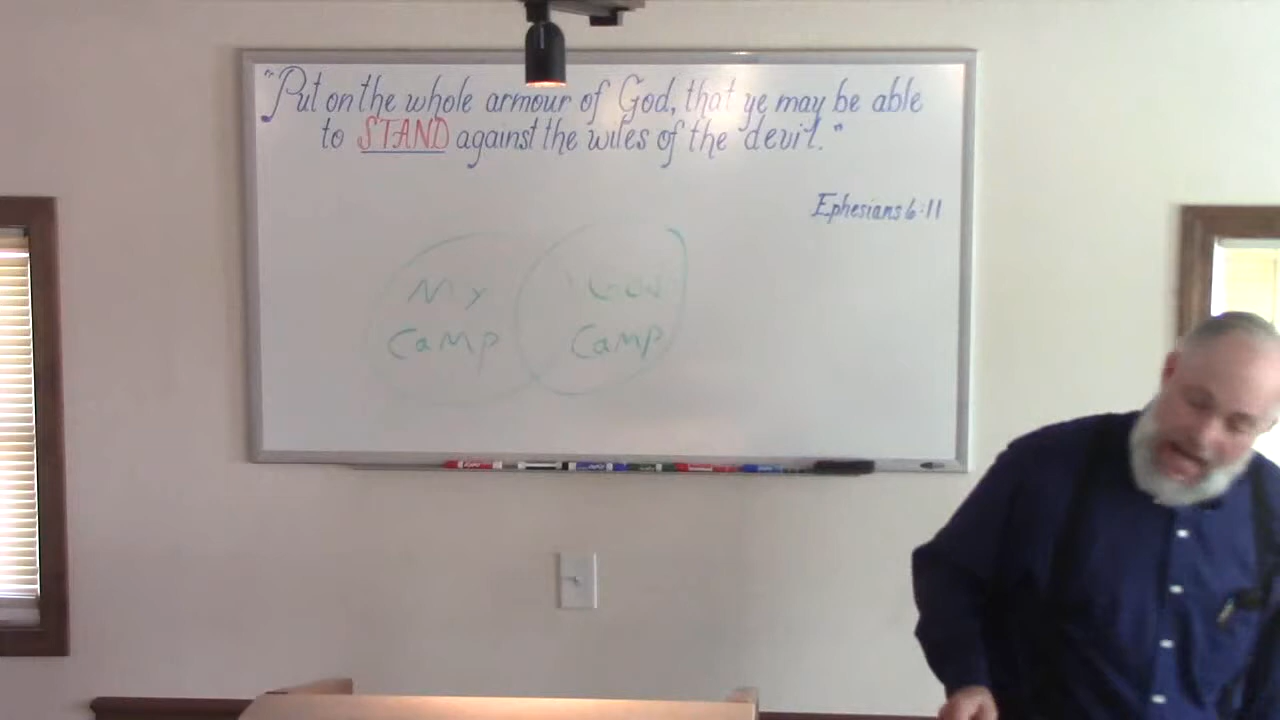 "Put on the whole armour of God, that ye may be able
to STAND against the wiles of the devil."
Ephesians 6:11
My
Camp
Camp